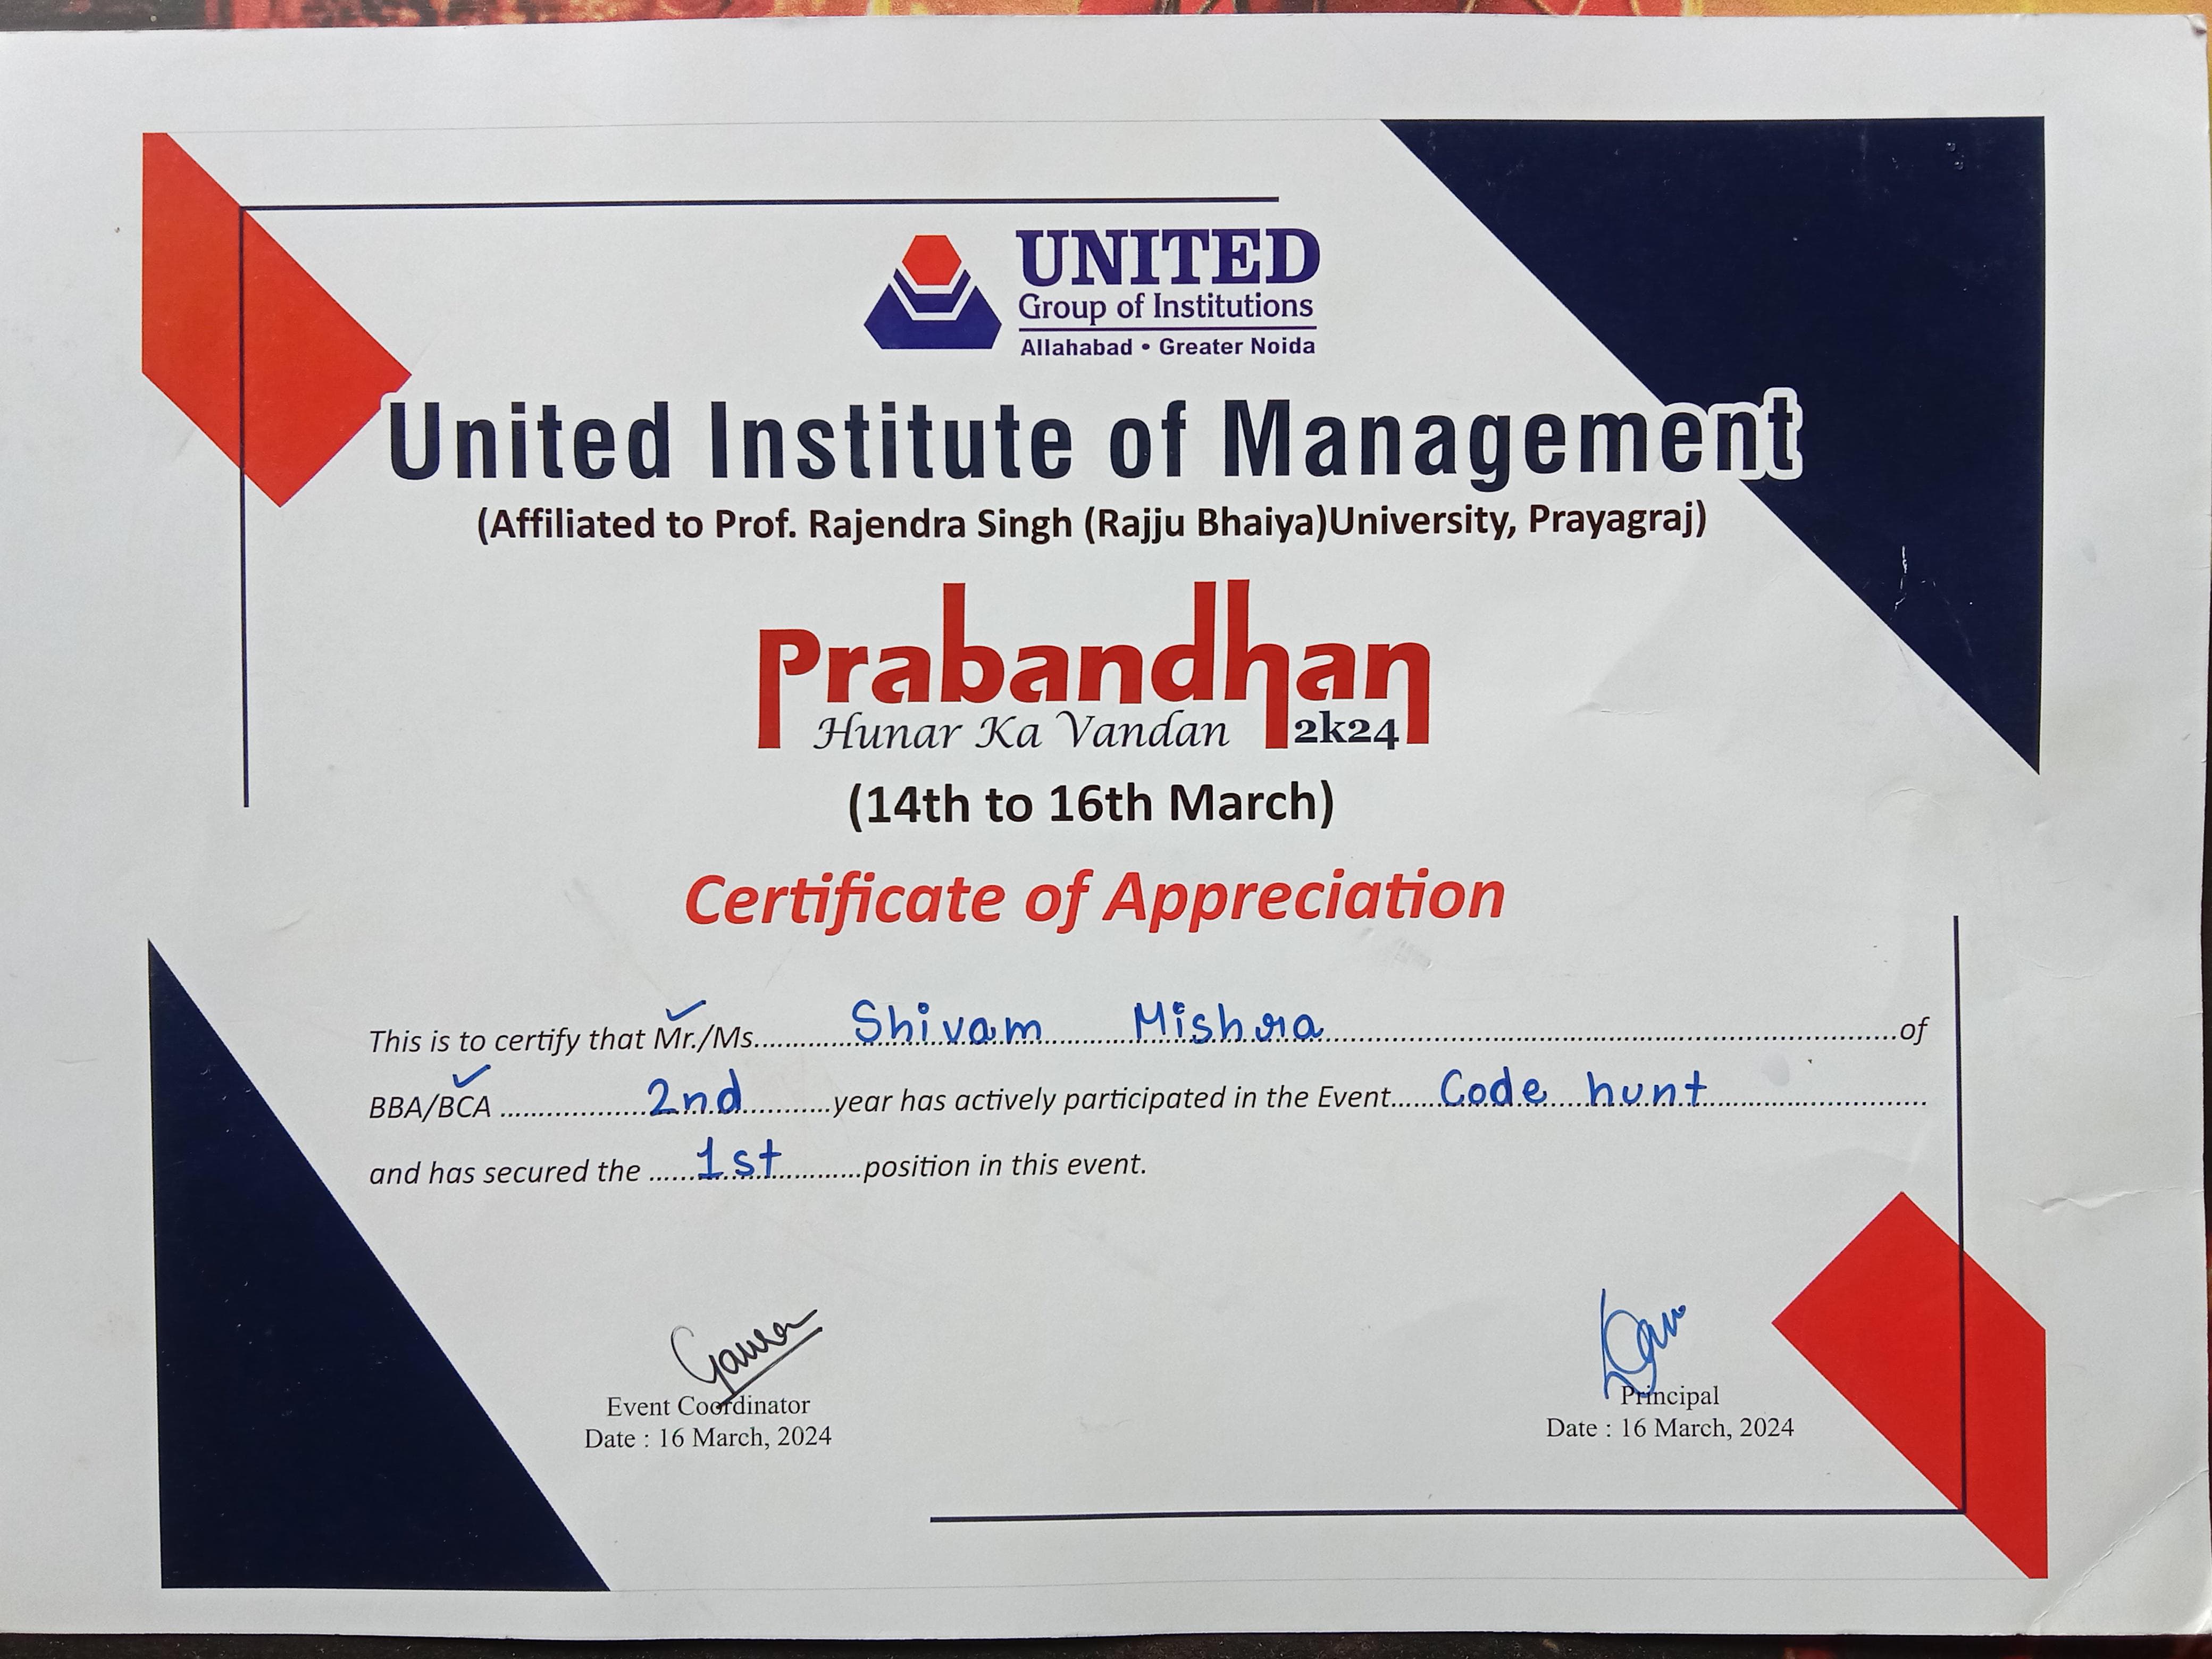 UNITED
Group of Institutions
Allahabad • Greater Noida
United Institute of Management
(Affiliated to Prof. Rajendra Singh (Rajju Bhaiya)University, Prayagraj)
Prabandhan
Hunar Ka Vandan 2k24
(14th to 16th March)
Certificate of Appreciation
This is to certify that Mr./Ms. Shivam Mishra of
BBA/BCA 2nd year has actively participated in the Event Code hunt
and has secured the 1st position in this event.
Event Coordinator
Date : 16 March, 2024
Principal
Date : 16 March, 2024